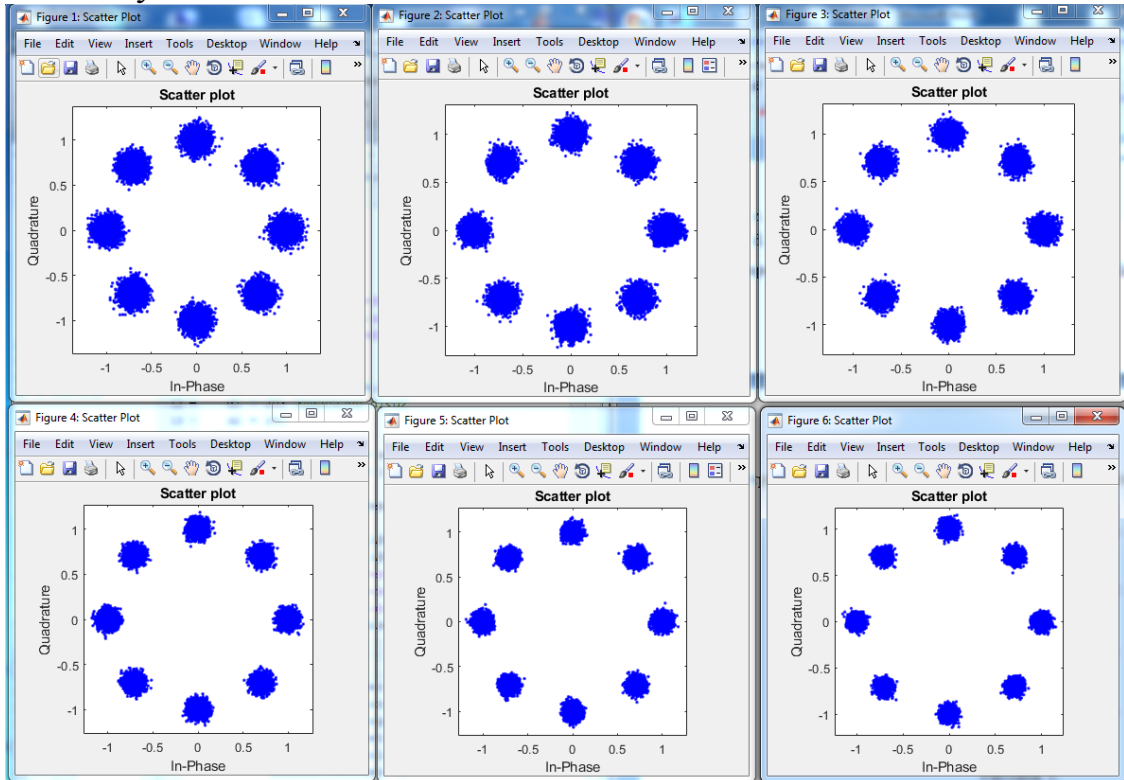 Figure 1: Scatter Plot
File Edit View Insert Tools Desktop Window Help
Scatter plot
1
0.5
0
-0.5
-1
Quadrature
-1 -0.5 0 0.5 1
In-Phase
Figure 2: Scatter Plot
File Edit View Insert Tools Desktop Window Help
Scatter plot
1
0.5
0
-0.5
-1
Quadrature
-1 -0.5 0 0.5 1
In-Phase
Figure 3: Scatter Plot
File Edit View Insert Tools Desktop Window Help
Scatter plot
1
0.5
0
-0.5
-1
Quadrature
-1 -0.5 0 0.5 1
In-Phase
Figure 4: Scatter Plot
File Edit View Insert Tools Desktop Window Help
Scatter plot
1
0.5
0
-0.5
-1
Quadrature
-1 -0.5 0 0.5 1
In-Phase
Figure 5: Scatter Plot
File Edit View Insert Tools Desktop Window Help
Scatter plot
1
0.5
0
-0.5
-1
Quadrature
-1 -0.5 0 0.5 1
In-Phase
Figure 6: Scatter Plot
File Edit View Insert Tools Desktop Window Help
Scatter plot
1
0.5
0
-0.5
-1
Quadrature
-1 -0.5 0 0.5 1
In-Phase